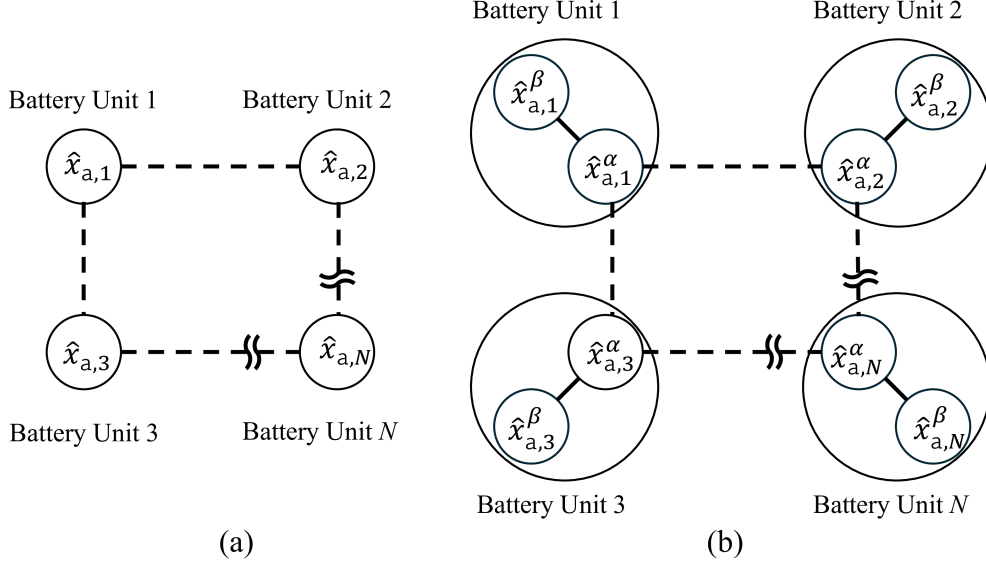 Battery Unit 1
Battery Unit 2
x̂a,1
x̂a,2
x̂a,3
x̂a,N
Battery Unit 3
Battery Unit N
(a)
Battery Unit 1
Battery Unit 2
x̂βa,1
x̂αa,1
x̂βa,2
x̂αa,2
x̂αa,3
x̂βa,3
x̂αa,N
x̂βa,N
Battery Unit 3
Battery Unit N
(b)